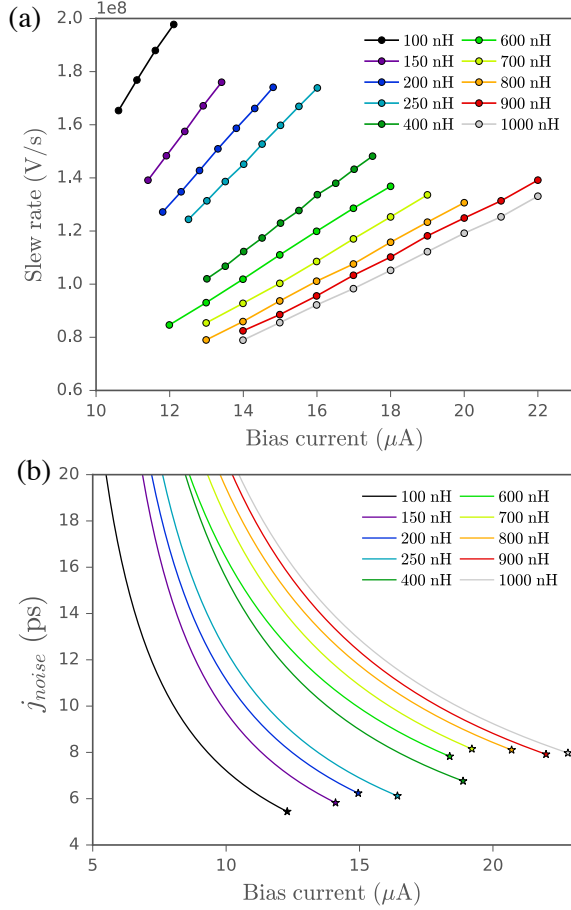 (a)
1e8
2.0
1.8
1.6
1.4
1.2
1.0
0.8
0.6
Slew rate (V/s)
100 nH 600 nH
150 nH 700 nH
200 nH 800 nH
250 nH 900 nH
400 nH 1000 nH
10 12 14 16 18 20 22
Bias current (μA)
(b)
20
18
16
14
12
10
8
6
4
j_noise (ps)
100 nH 600 nH
150 nH 700 nH
200 nH 800 nH
250 nH 900 nH
400 nH 1000 nH
5 10 15 20
Bias current (μA)